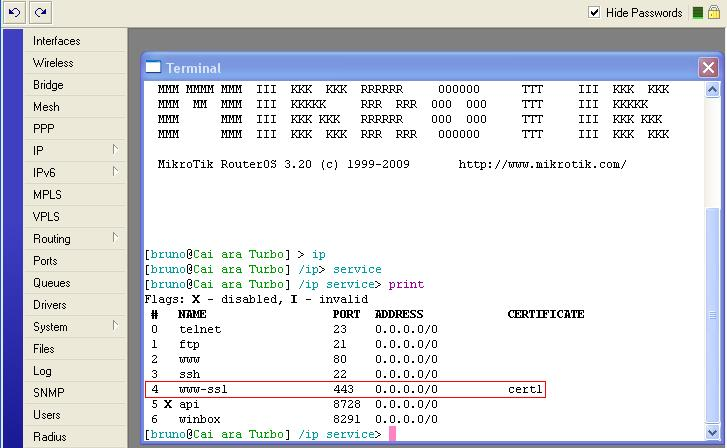 Hide Passwords
Interfaces
Wireless
Bridge
Mesh
PPP
IP
IPv6
MPLS
VPLS
Routing
Ports
Queues
Drivers
System
Files
Log
SNMP
Users
Radius
Terminal
MMM MMMM MMM III KKK KKK RRRRRR OOOOOO TTT III KKK KKK
MMM MM MMM III KKKKK RRR RRR OOO OOO TTT III KKKKK
MMM MMM III KKK KKK RRRRRR OOO OOO TTT III KKK KKK
MMM MMM III KKK KKK RRR RRR OOOOOO TTT III KKK KKK
MikroTik RouterOS 3.20 (c) 1999-2009 http://www.mikrotik.com/
[bruno@Cai ara Turbo] > ip
[bruno@Cai ara Turbo] /ip> service
[bruno@Cai ara Turbo] /ip service> print
Flags: X - disabled, I - invalid
# NAME PORT ADDRESS CERTIFICATE
0 telnet 23 0.0.0.0/0
1 ftp 21 0.0.0.0/0
2 www 80 0.0.0.0/0
3 ssh 22 0.0.0.0/0
4 www-ssl 443 0.0.0.0/0 cert1
5 X api 8728 0.0.0.0/0
6 winbox 8291 0.0.0.0/0
[bruno@Cai ara Turbo] /ip service>